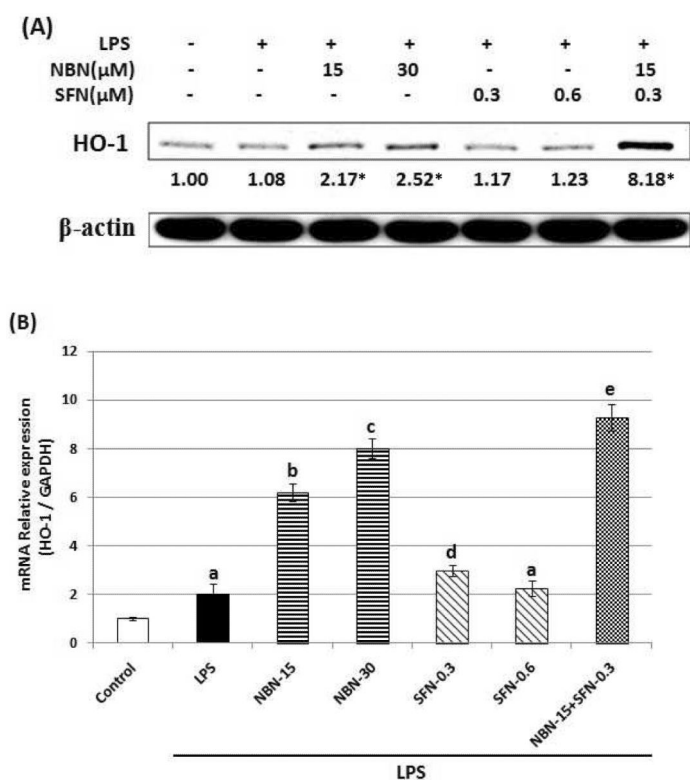 (A)
LPS - + + + + + +
NBN(μM) - - 15 30 - - 15
SFN(μM) - - - - 0.3 0.6 0.3
HO-1
1.00 1.08 2.17* 2.52* 1.17 1.23 8.18*
β-actin
(B)
mRNA Relative expression
(HO-1 / GAPDH)
12
10
8
6
4
2
0
a
b
c
d
a
e
Control
LPS
NBN-15
NBN-30
SFN-0.3
SFN-0.6
NBN-15+SFN-0.3
LPS